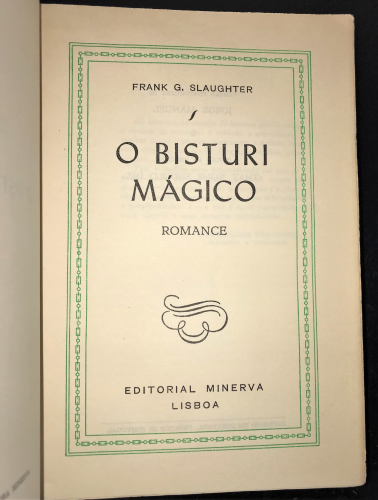 FRANK G. SLAUGHTER
O BISTURI
MÁGICO
ROMANCE
EDITORIAL MINERVA
LISBOA